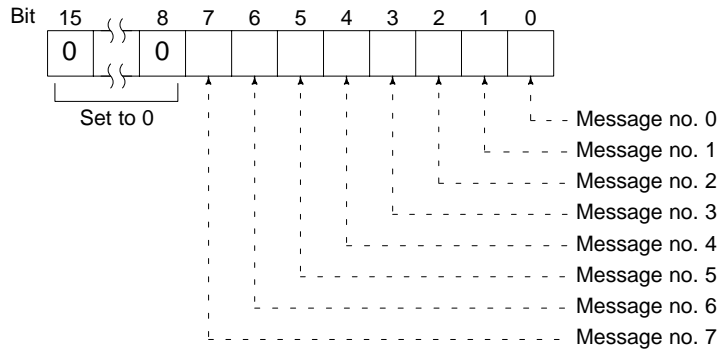 Bit 15 8 7 6 5 4 3 2 1 0
0 0
Set to 0
Message no. 0
Message no. 1
Message no. 2
Message no. 3
Message no. 4
Message no. 5
Message no. 6
Message no. 7